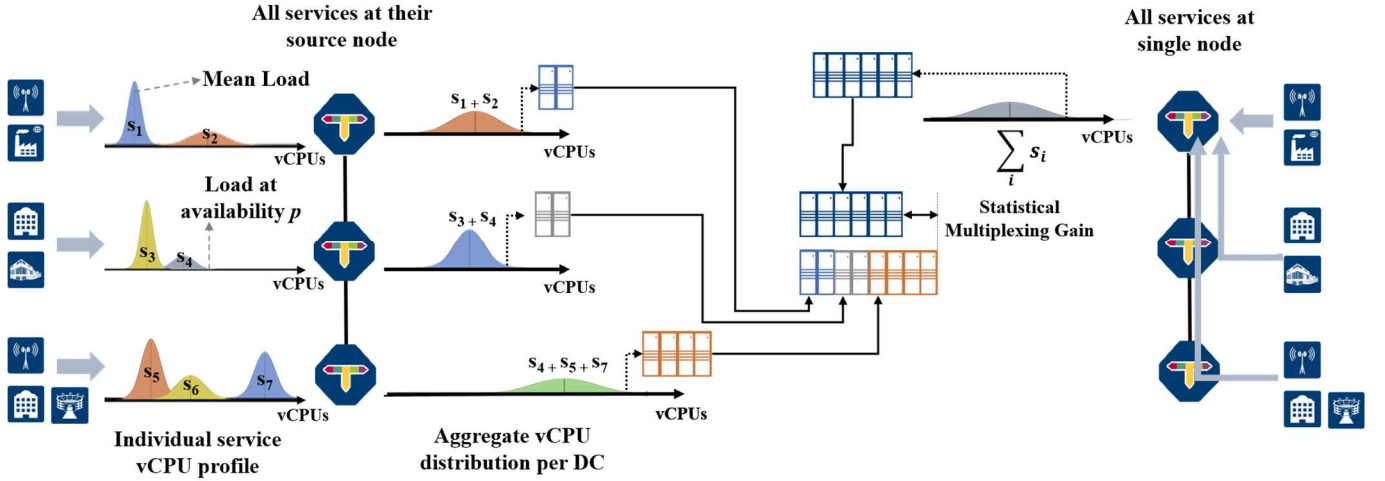 All services at their
source node
All services at
single node
Mean Load
s1
s2
vCPUs
s1 + s2
vCPUs
∑ si
i
vCPUs
Load at
availability p
s3
s4
vCPUs
s3 + s4
vCPUs
Statistical
Multiplexing Gain
s5
s6
s7
vCPUs
s4 + s5 + s7
vCPUs
Individual service
vCPU profile
Aggregate vCPU
distribution per DC